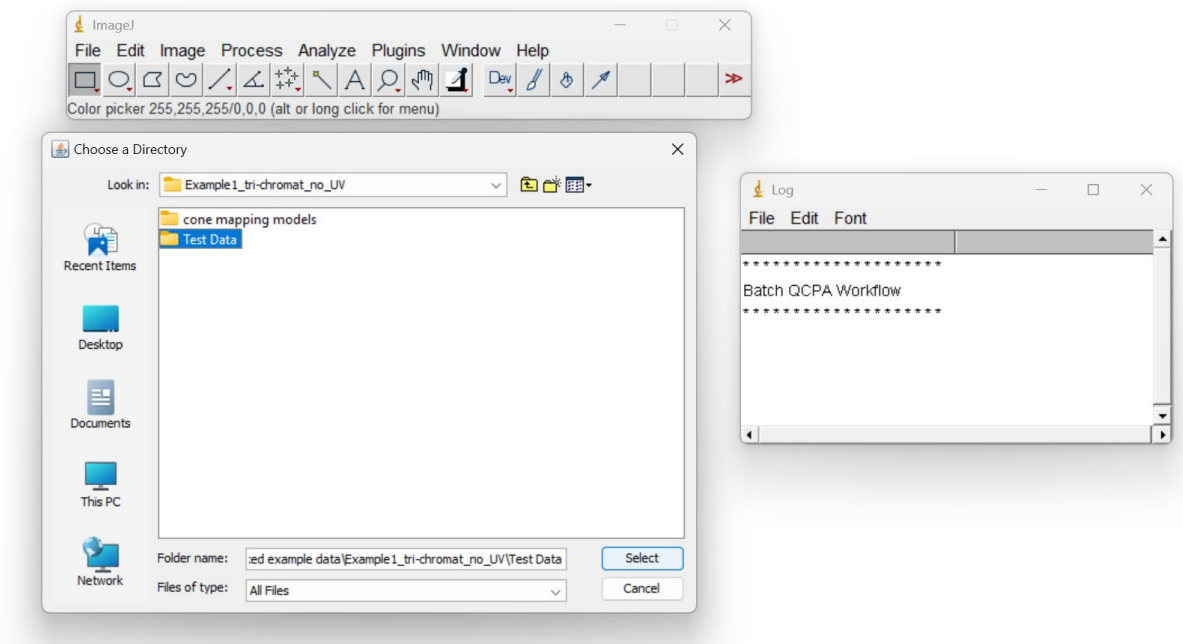 ImageJ
File Edit Image Process Analyze Plugins Window Help
A Dev
Color picker 255,255,255/0,0,0 (alt or long click for menu)
Choose a Directory
Look in: Example1_tri-chromat_no_UV
cone mapping models
Test Data
Recent Items
Desktop
Documents
This PC
Network
Folder name: :ed example data\Example1_tri-chromat_no_UV\Test Data Select
Files of type: All Files Cancel
Log
File Edit Font
********************
Batch QCPA Workflow
********************